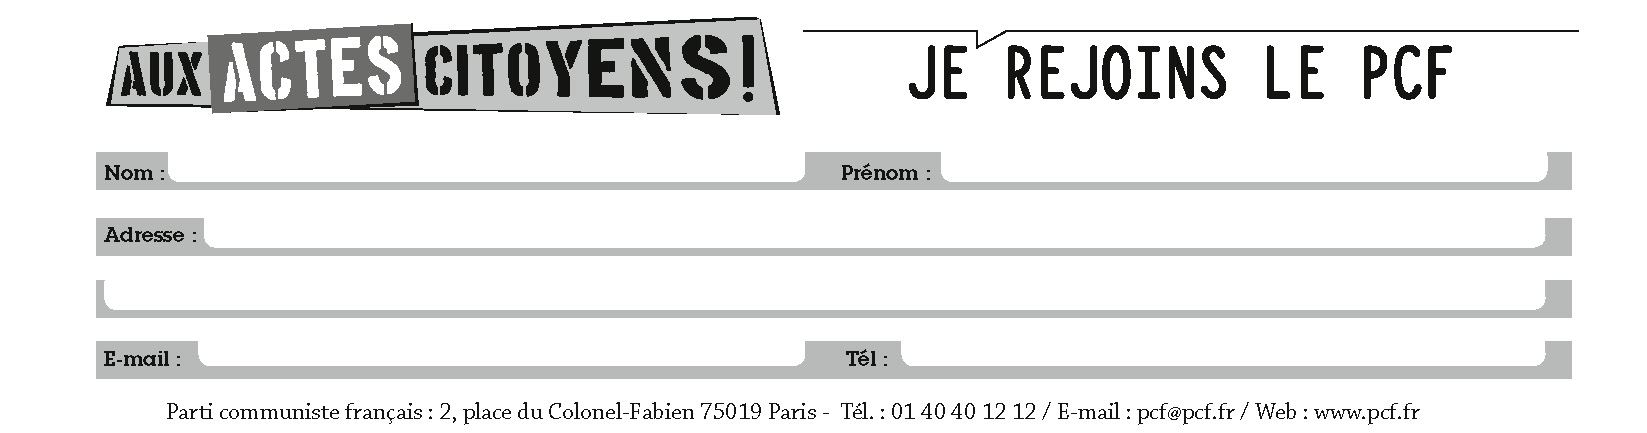 AUX ACTES CITOYENS! JE REJOINS LE PCF
Nom : Prénom :
Adresse :
E-mail : Tél :
Parti communiste français : 2, place du Colonel-Fabien 75019 Paris - Tél. : 01 40 40 12 12 / E-mail : pcf@pcf.fr / Web : www.pcf.fr